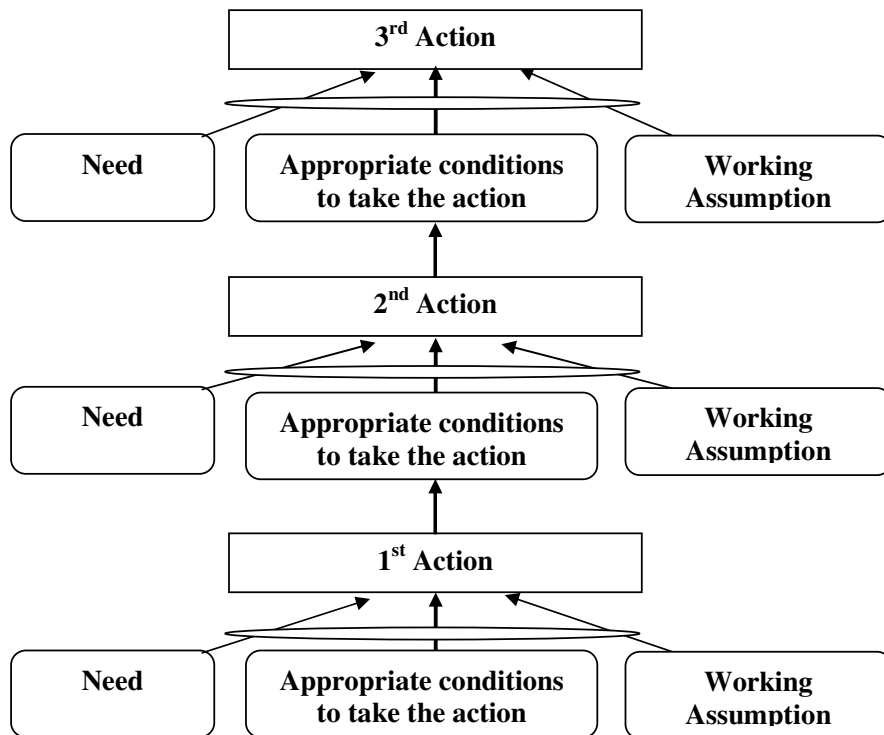 3rd Action
Need
Appropriate conditions
to take the action
Working
Assumption
2nd Action
Need
Appropriate conditions
to take the action
Working
Assumption
1st Action
Need
Appropriate conditions
to take the action
Working
Assumption